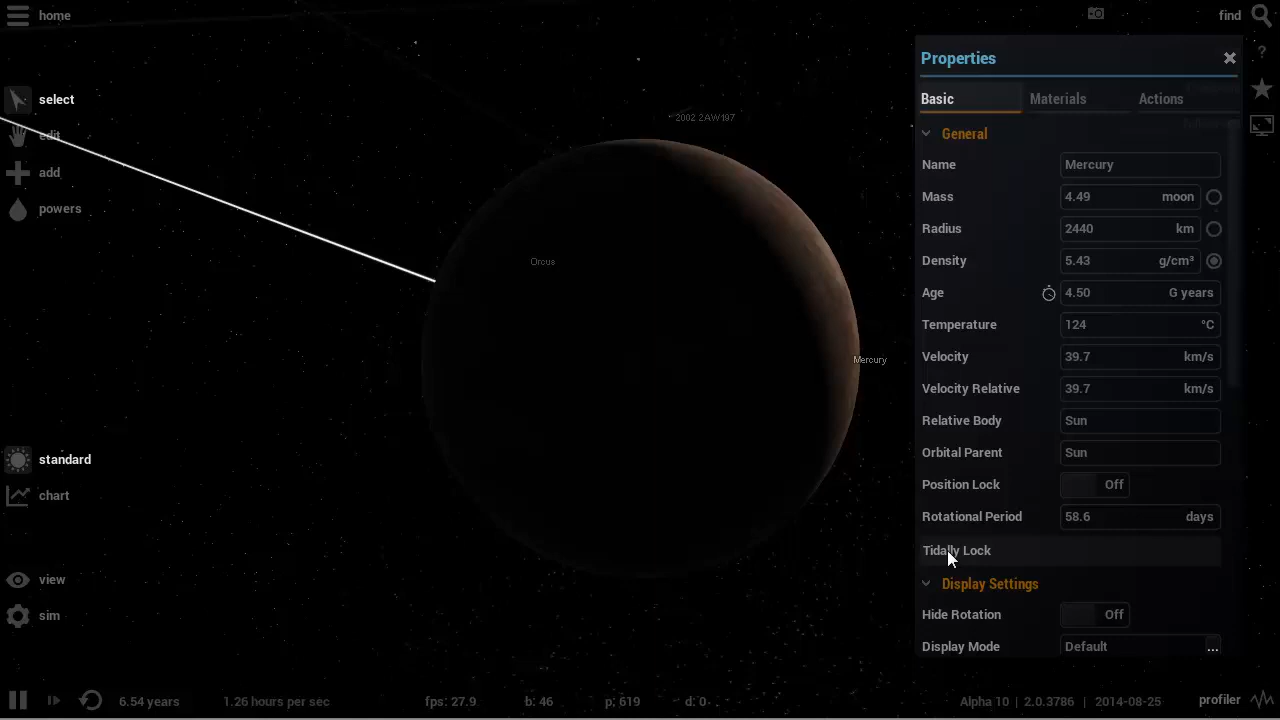 home
find
select
edit
add
powers
standard
chart
view
sim
2002 2AW197
Orcus
Mercury
Properties
Basic Materials Actions
General
Name Mercury
Mass 4.49 moon
Radius 2440 km
Density 5.43 g/cm³
Age 4.50 G years
Temperature 124 °C
Velocity 39.7 km/s
Velocity Relative 39.7 km/s
Relative Body Sun
Orbital Parent Sun
Position Lock Off
Rotational Period 58.6 days
Tidally Lock
Display Settings
Hide Rotation Off
Display Mode Default ...
6.54 years 1.26 hours per sec fps: 27.9 b: 46 p: 619 d: 0 Alpha 10 | 2.0.3786 | 2014-08-25 profiler